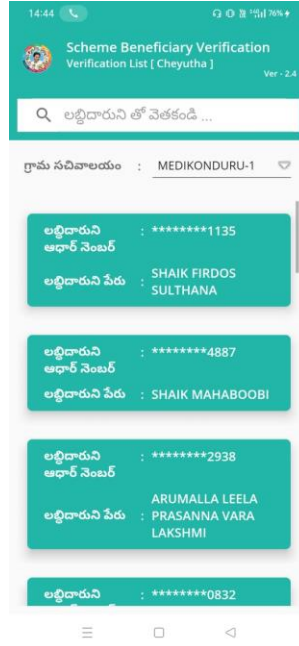 14:44
76%
Scheme Beneficiary Verification
Verification List [ Cheyutha ]
Ver - 2.4
లబ్ధిదారుని తో వెతకండి ...
గ్రామ సచివాలయం : MEDIKONDURU-1
లబ్ధిదారుని : ********1135
ఆధార్ నెంబర్
లబ్ధిదారుని పేరు : SHAIK FIRDOS
SULTHANA
లబ్ధిదారుని : ********4887
ఆధార్ నెంబర్
లబ్ధిదారుని పేరు : SHAIK MAHABOOBI
లబ్ధిదారుని : ********2938
ఆధార్ నెంబర్
ARUMALLA LEELA
లబ్ధిదారుని పేరు : PRASANNA VARA
LAKSHMI
లబ్ధిదారుని : ********0832